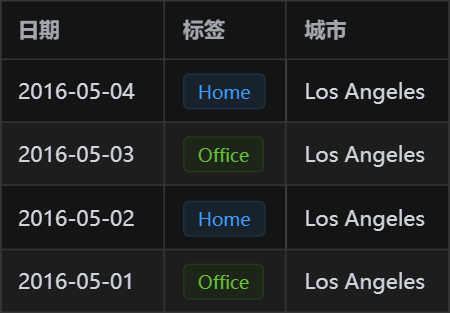 日期 标签 城市
2016-05-04 Home Los Angeles
2016-05-03 Office Los Angeles
2016-05-02 Home Los Angeles
2016-05-01 Office Los Angeles